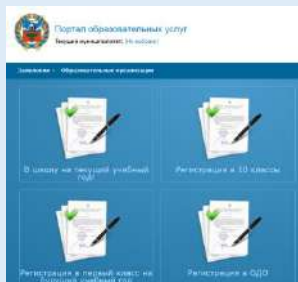 Портал образовательных услуг
Текущий муниципалитет: Не выбран
Заявления Образовательные организации
В школу на текущий учебный год
Регистрация в 10 классы
Регистрация в первый класс на будущий учебный год
Регистрация в ОДО